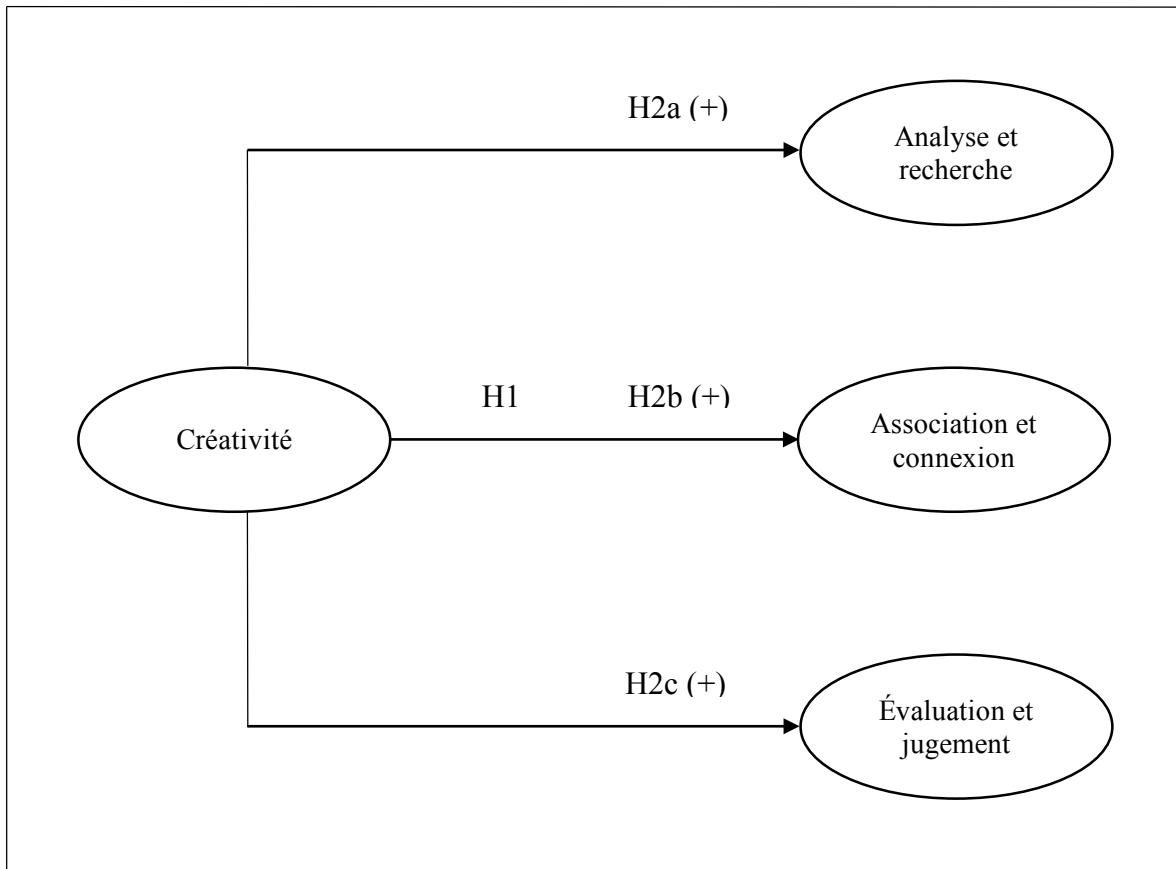 H2a (+)
Analyse et
recherche
Créativité
H1
H2b (+)
Association et
connexion
H2c (+)
Évaluation et
jugement